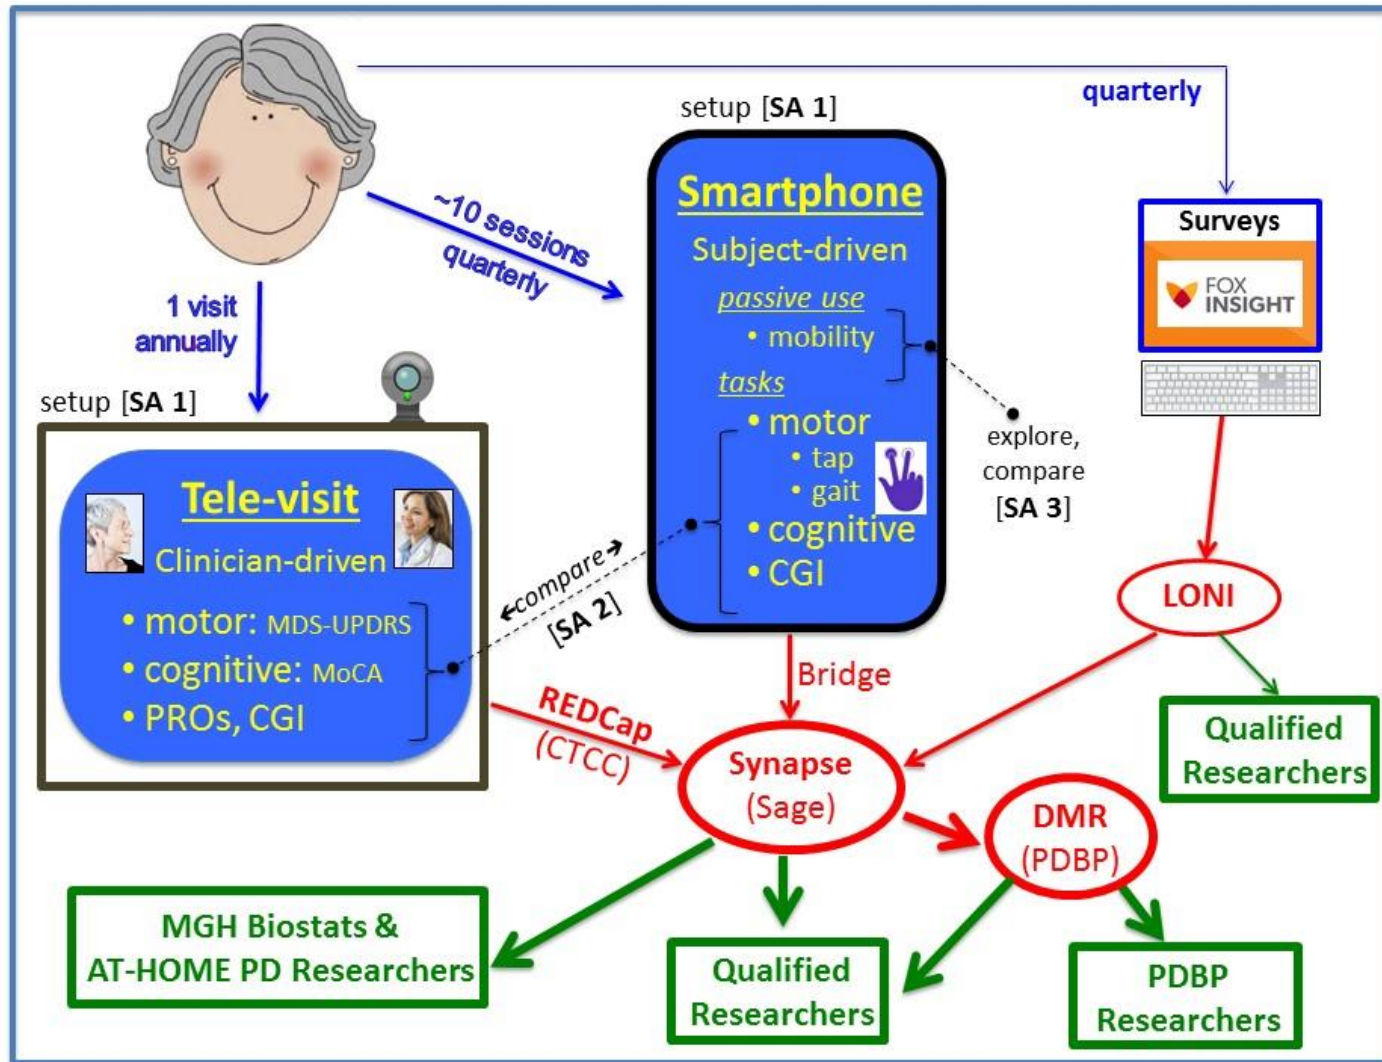 quarterly
setup [SA 1]
~10 sessions
quarterly
1 visit
annually
setup [SA 1]
Smartphone
Subject-driven
passive use
• mobility
tasks
• motor
• tap
• gait
• cognitive
• CGI
Surveys
FOX
INSIGHT
explore,
compare
[SA 3]
Tele-visit
Clinician-driven
• motor: MDS-UPDRS
• cognitive: MoCA
• PROs, CGI
←compare→
[SA 2]
LONI
Bridge
REDCap
(CTCC)
Synapse
(Sage)
Qualified
Researchers
DMR
(PDBP)
MGH Biostats &
AT-HOME PD Researchers
Qualified
Researchers
PDBP
Researchers